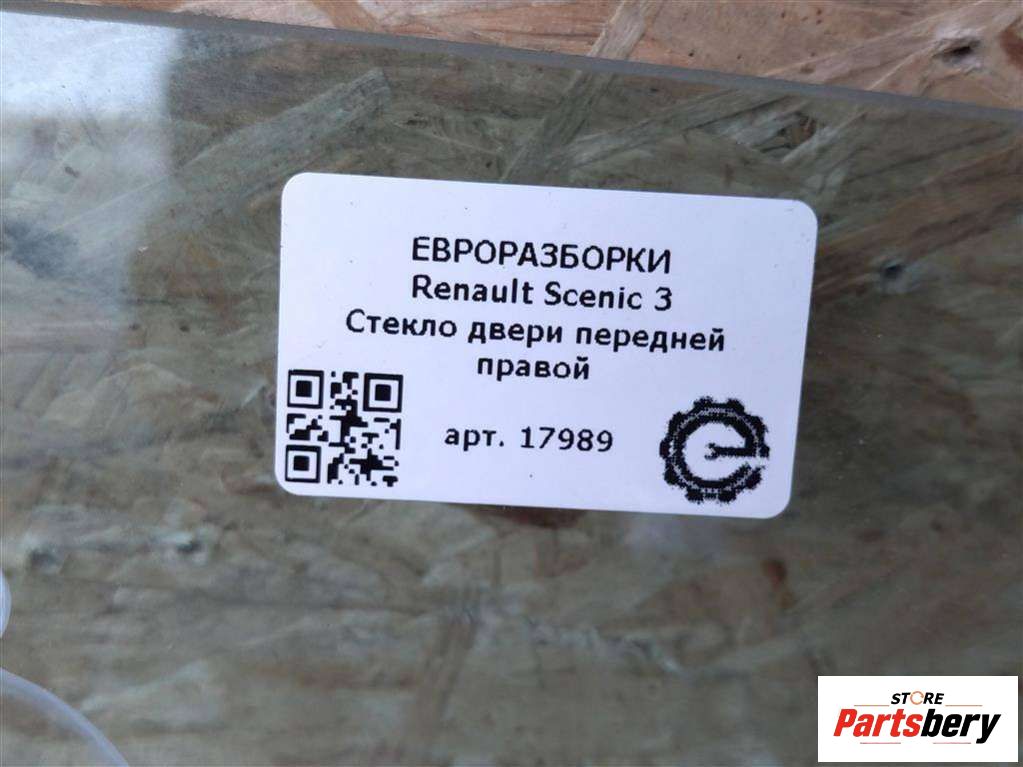 ЕВРОРАЗБОРКИ
Renault Scenic 3
Стекло двери передней
правой
арт. 17989
STORE
Partsbery